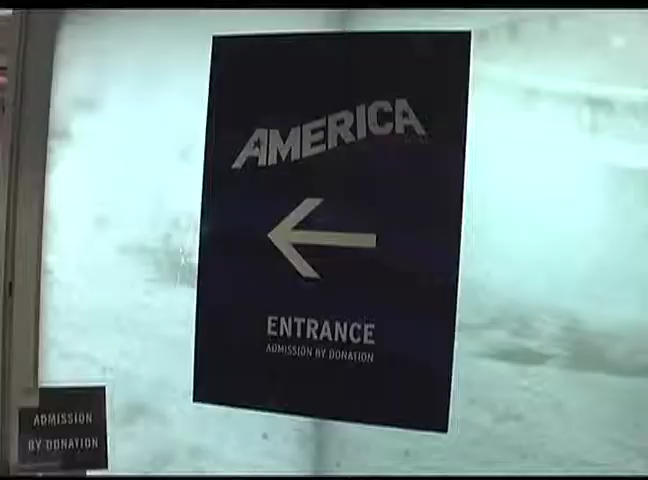 AMERICA
ENTRANCE
ADMISSION BY DONATION
ADMISSION
BY DONATION